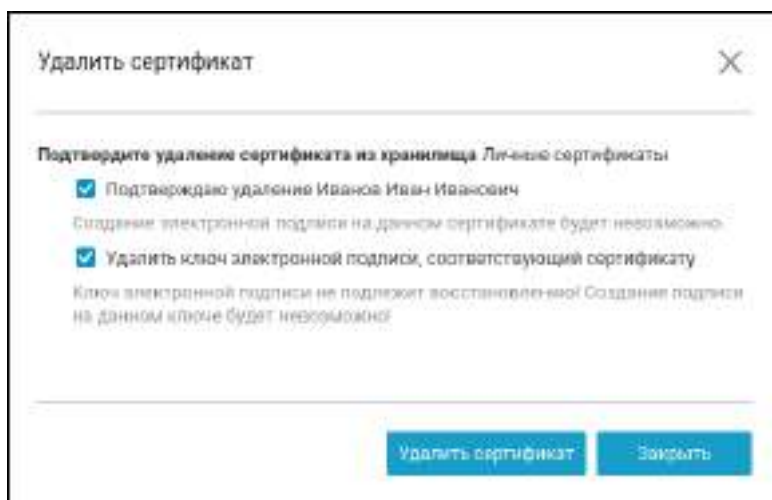 Удалить сертификат
Подтвердите удаление сертификата из хранилища Личные сертификаты
Подтверждаю удаление Иванов Иван Иванович
Создание электронной подписи на данном сертификате будет невозможно.
Удалить ключ электронной подписи, соответствующий сертификату
Ключ электронной подписи не подлежит восстановлению! Создание подписи
на данном ключе будет невозможно!
Удалить сертификат
Закрыть